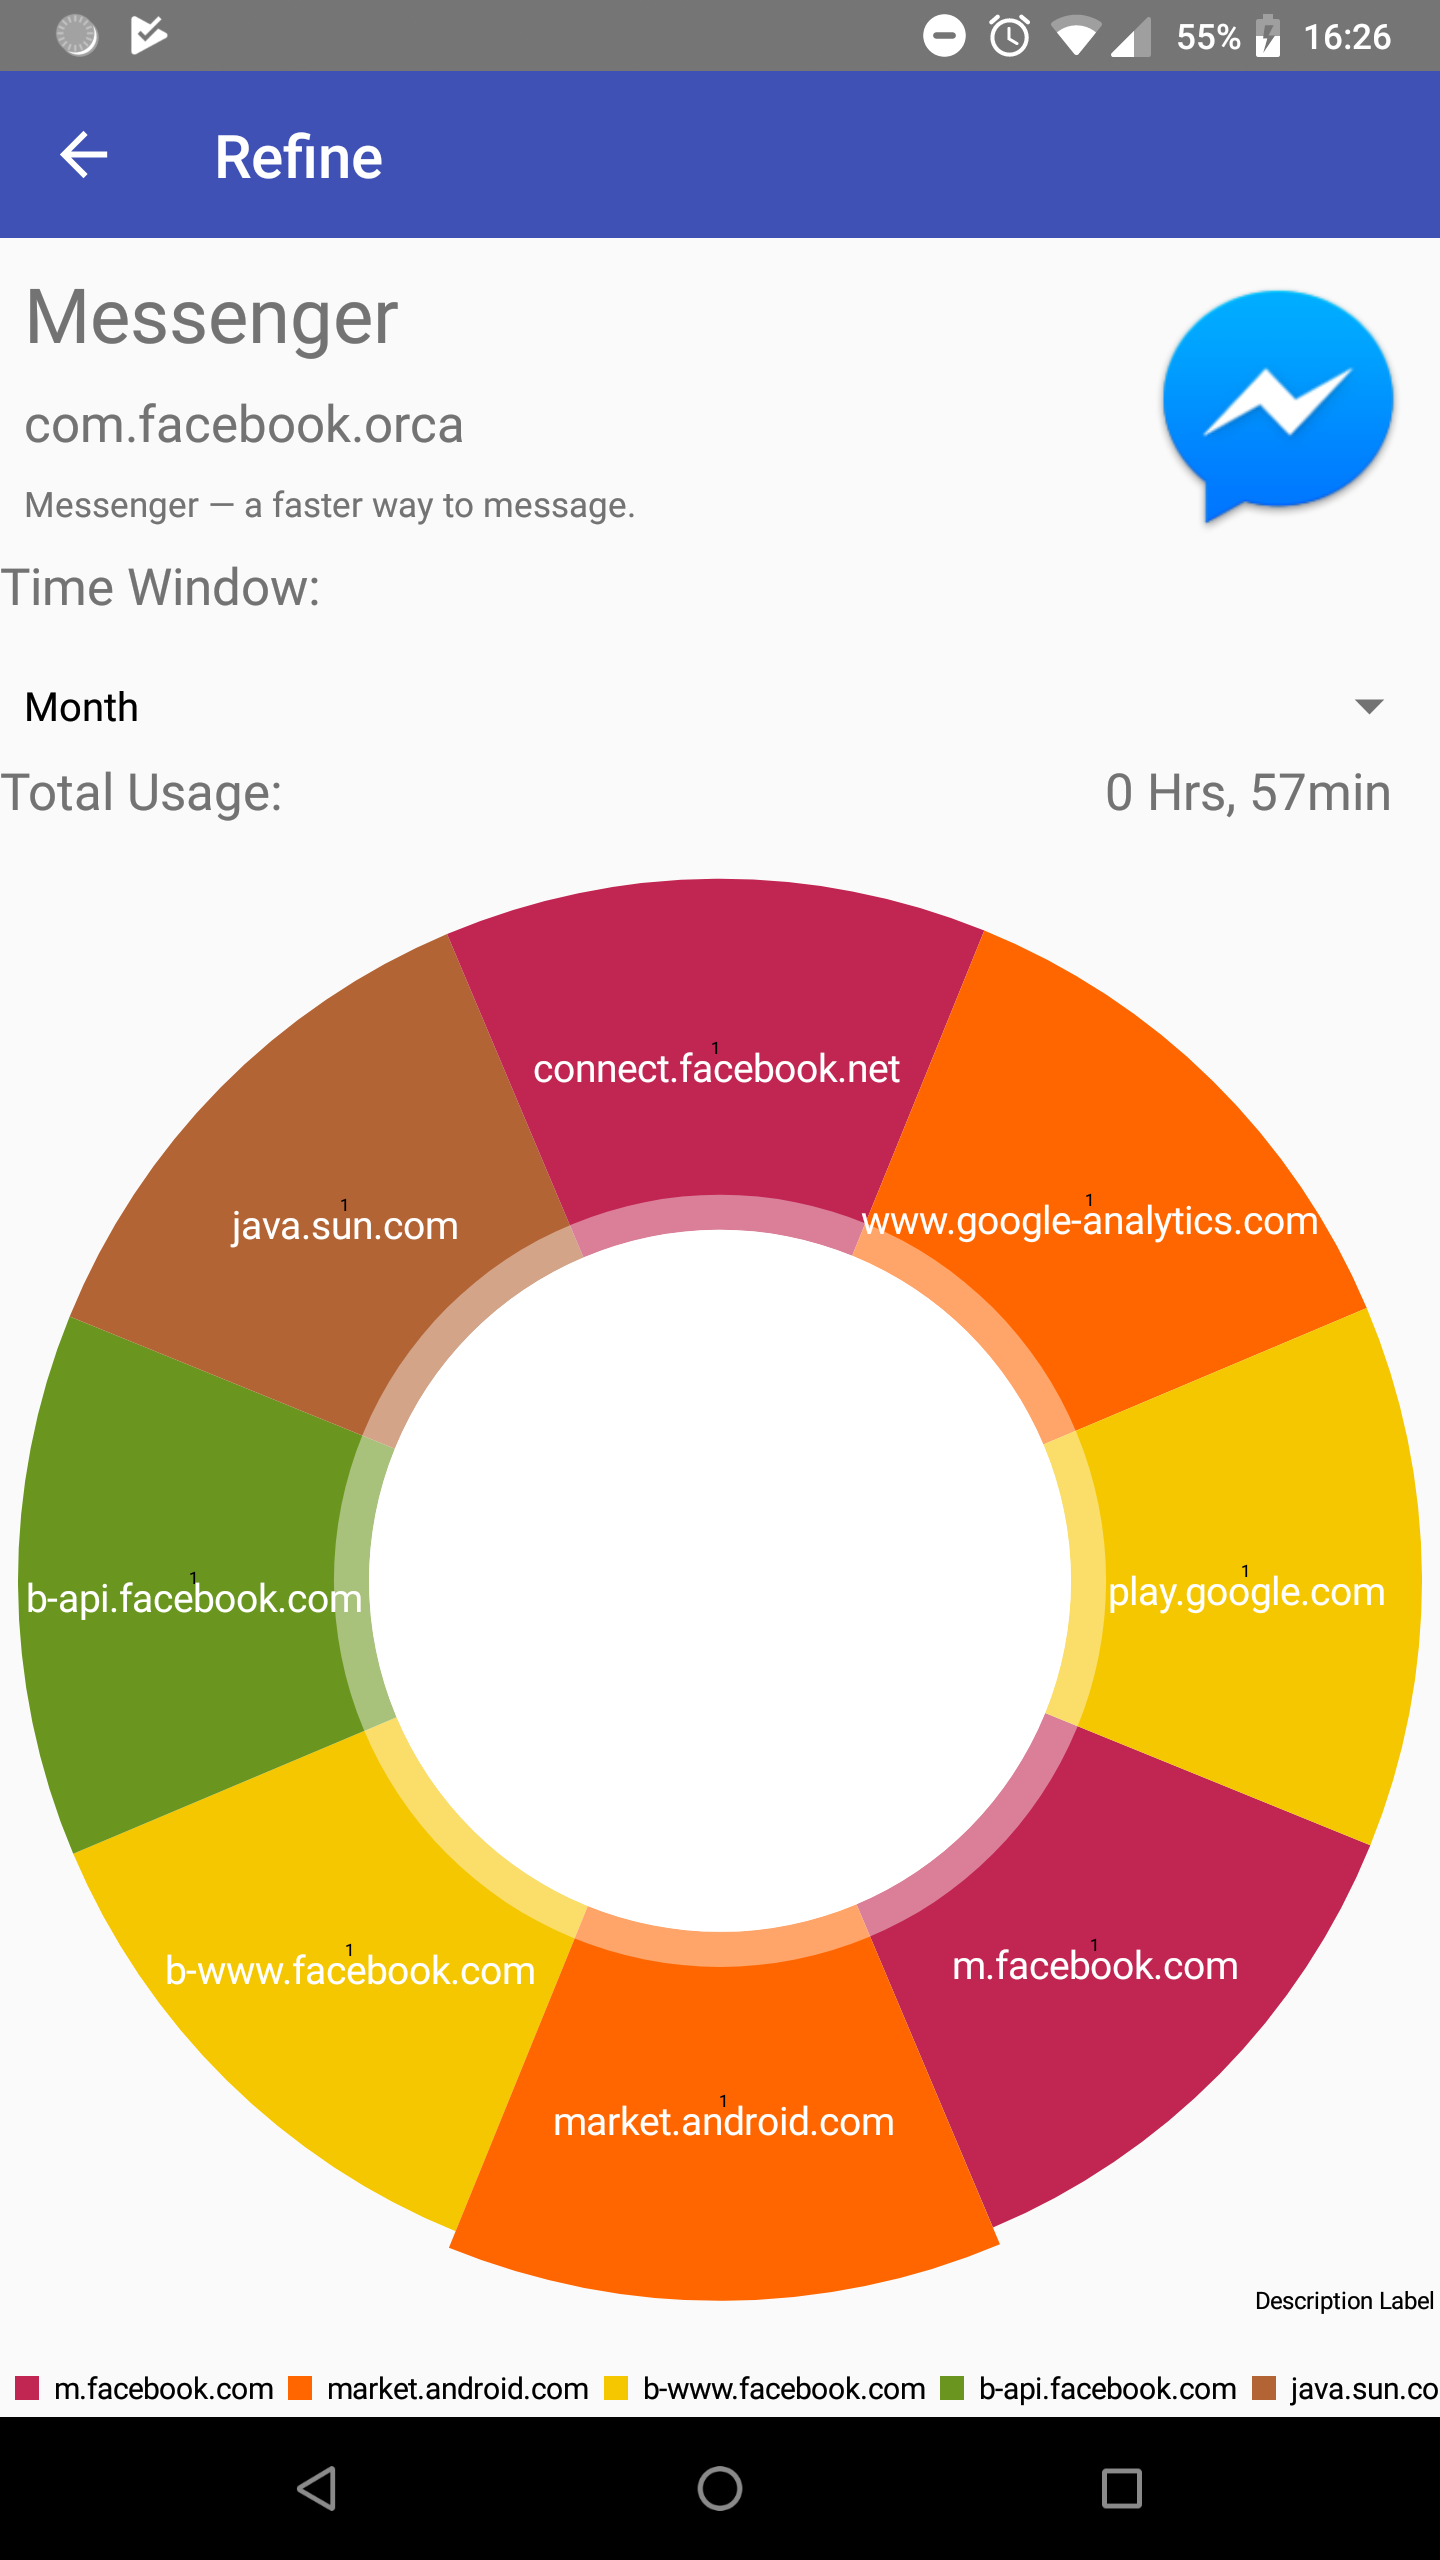 55% 16:26
Refine
Messenger
com.facebook.orca
Messenger — a faster way to message.
Time Window:
Month
Total Usage: 0 Hrs, 57min
1
connect.facebook.net
1
www.google-analytics.com
1
java.sun.com
1
play.google.com
1
b-api.facebook.com
1
m.facebook.com
1
b-www.facebook.com
1
market.android.com
Description Label
m.facebook.com market.android.com b-www.facebook.com b-api.facebook.com java.sun.co